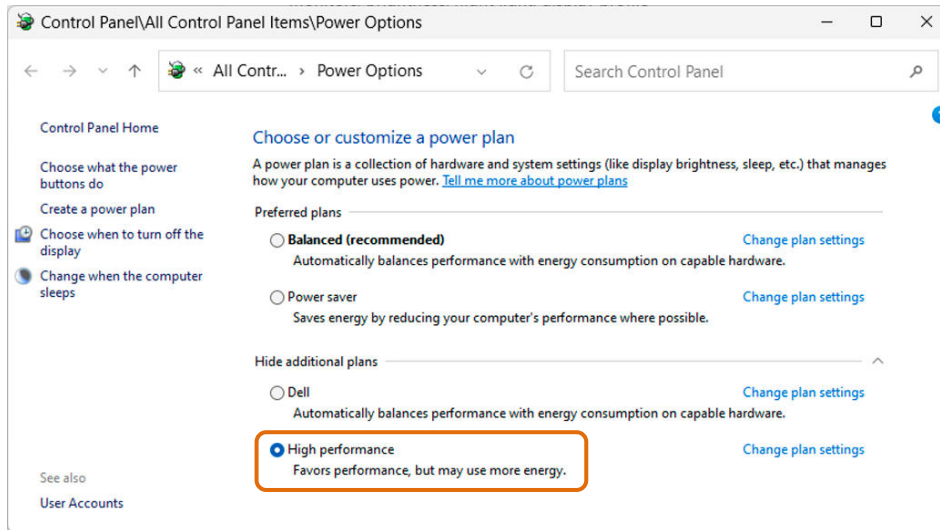 Control Panel\All Control Panel Items\Power Options
« All Contr... › Power Options
Search Control Panel
Control Panel Home
Choose what the power
buttons do
Create a power plan
Choose when to turn off the
display
Change when the computer
sleeps
See also
User Accounts
Choose or customize a power plan
A power plan is a collection of hardware and system settings (like display brightness, sleep, etc.) that manages
how your computer uses power. Tell me more about power plans
Preferred plans
Balanced (recommended) Change plan settings
Automatically balances performance with energy consumption on capable hardware.
Power saver Change plan settings
Saves energy by reducing your computer's performance where possible.
Hide additional plans
Dell Change plan settings
Automatically balances performance with energy consumption on capable hardware.
High performance Change plan settings
Favors performance, but may use more energy.